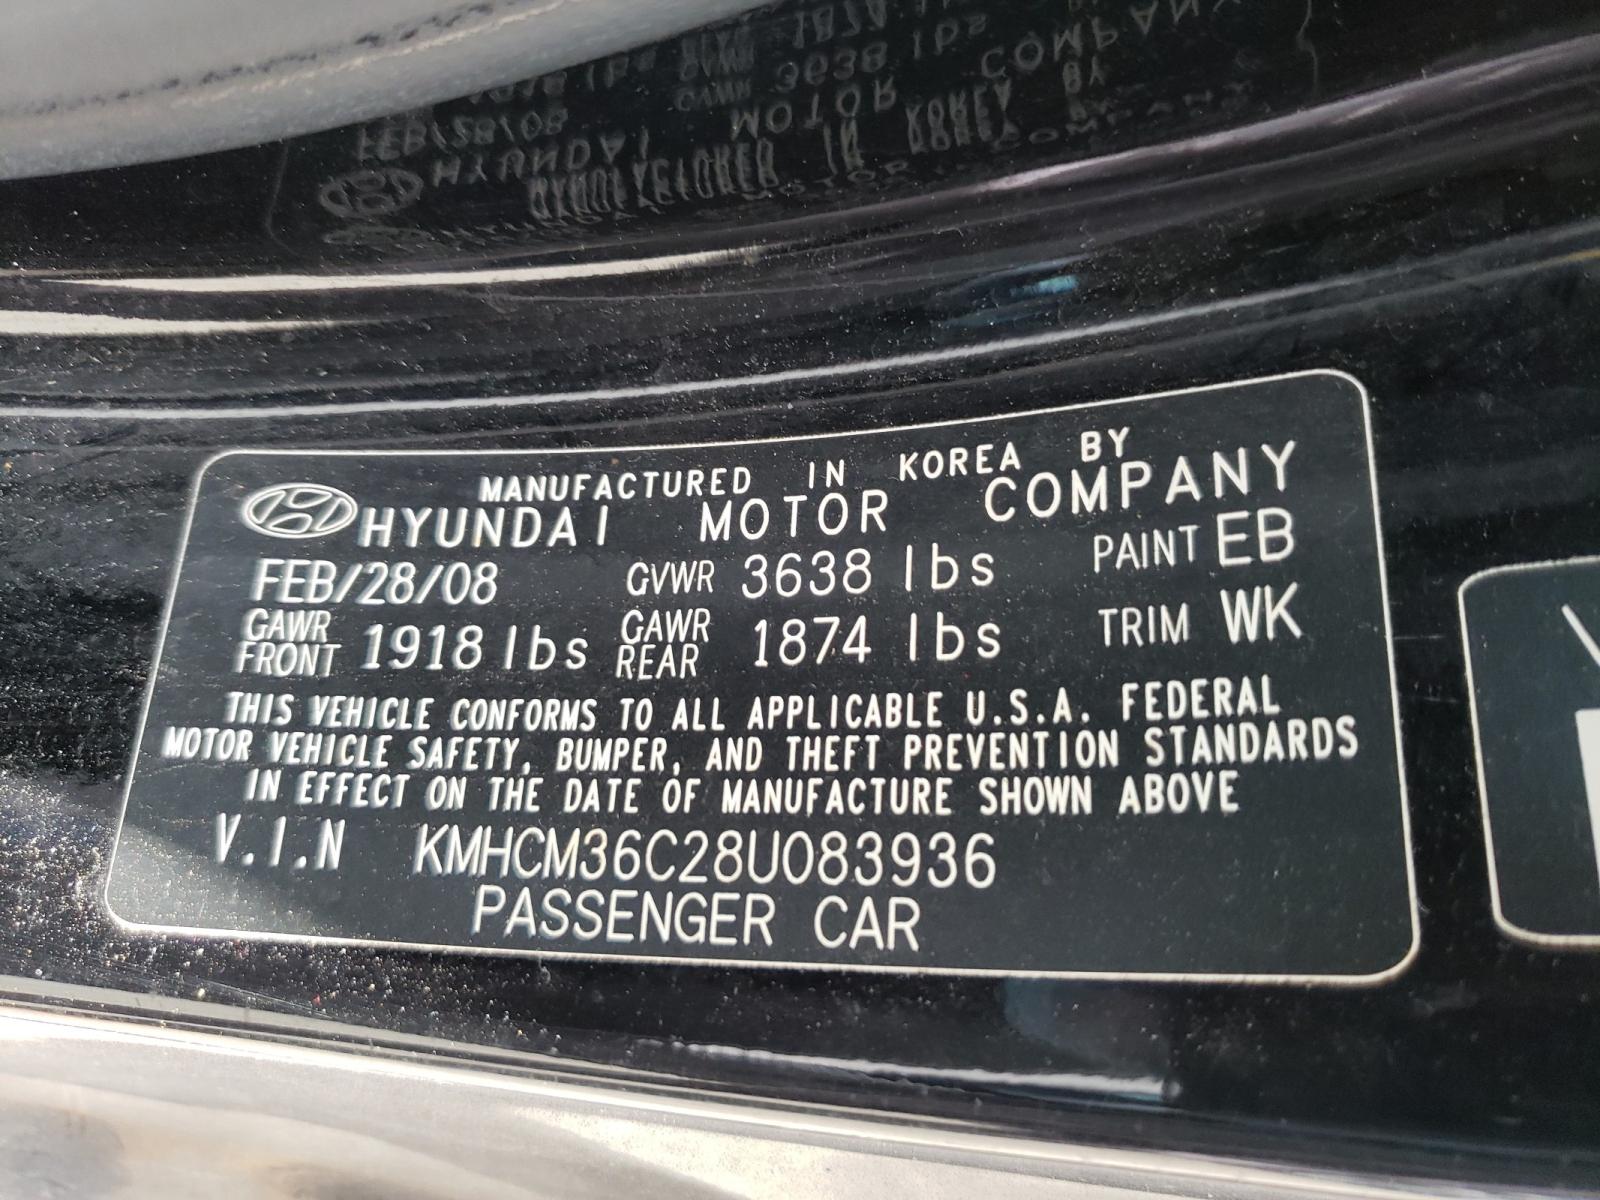 MANUFACTURED IN KOREA BY
HYUNDAI MOTOR COMPANY
FEB/28/08 GVWR 3638 lbs PAINT EB
GAWR FRONT 1918 lbs GAWR REAR 1874 lbs TRIM WK
THIS VEHICLE CONFORMS TO ALL APPLICABLE U.S.A. FEDERAL
MOTOR VEHICLE SAFETY, BUMPER, AND THEFT PREVENTION STANDARDS
IN EFFECT ON THE DATE OF MANUFACTURE SHOWN ABOVE
V.I.N KMHCM36C28U083936
PASSENGER CAR